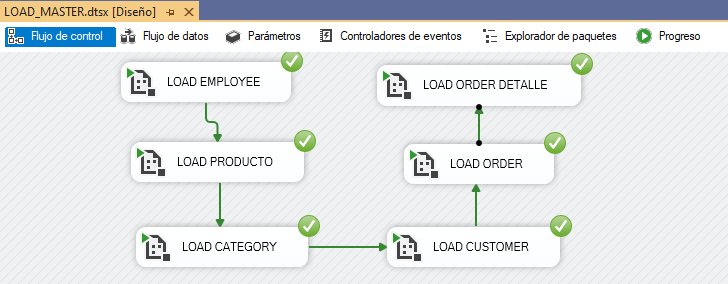 LOAD_MASTER.dtsx [Diseño]
Flujo de control
Flujo de datos
Parámetros
Controladores de eventos
Explorador de paquetes
Progreso
LOAD EMPLOYEE
LOAD ORDER DETALLE
LOAD PRODUCTO
LOAD ORDER
LOAD CATEGORY
LOAD CUSTOMER